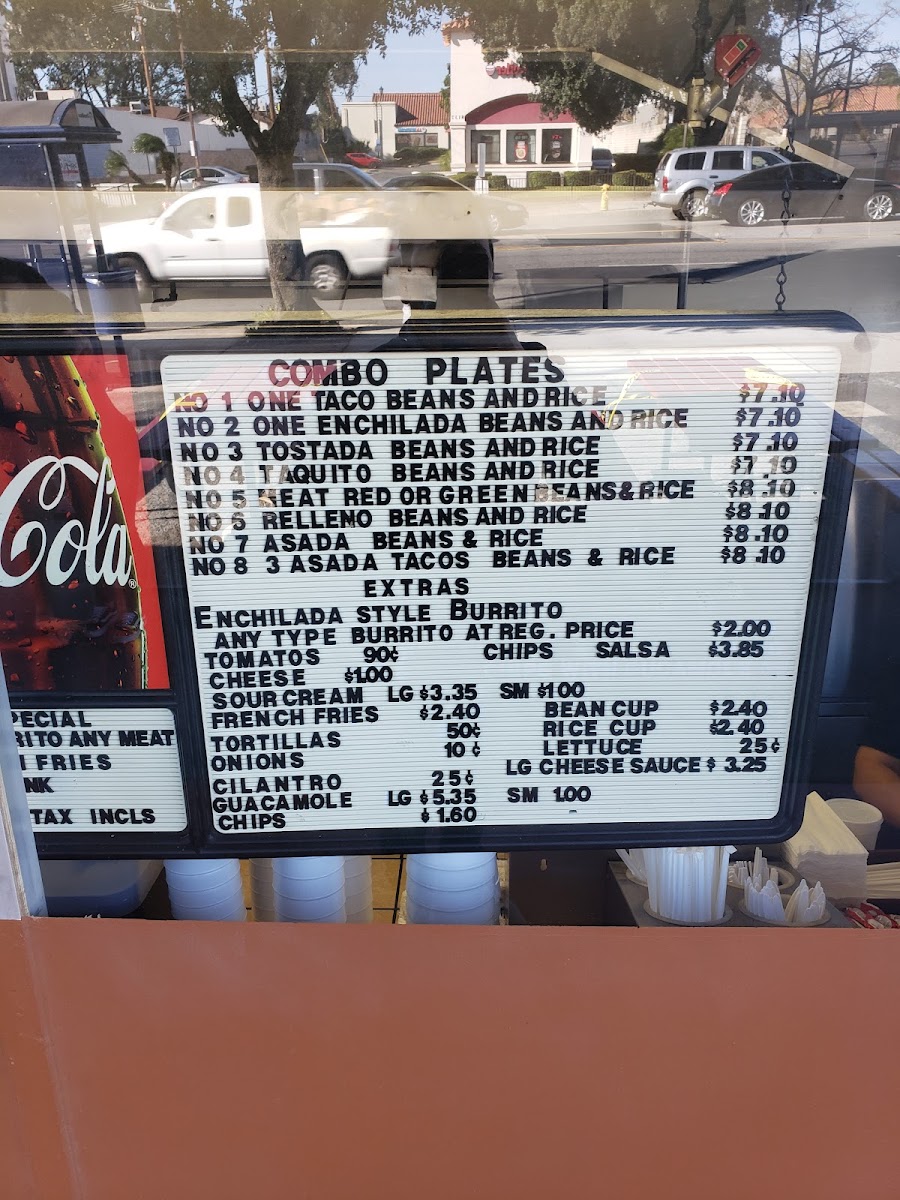 COMBO PLATES
NO 1 ONE TACO BEANS AND RICE $7.10
NO 2 ONE ENCHILADA BEANS AND RICE $7.10
NO 3 TOSTADA BEANS AND RICE $7.10
NO 4 TAQUITO BEANS AND RICE $7.10
NO 5 MEAT RED OR GREEN BEANS & RICE $8.10
NO 6 RELLENO BEANS AND RICE $8.10
NO 7 ASADA BEANS & RICE $8.10
NO 8 3 ASADA TACOS BEANS & RICE $8.10
EXTRAS
ENCHILADA STYLE BURRITO
ANY TYPE BURRITO AT REG. PRICE $2.00
TOMATOS 90¢ CHIPS SALSA $3.85
CHEESE $1.00
SOUR CREAM LG $3.35 SM $1 00
FRENCH FRIES $2.40 BEAN CUP $2.40
TORTILLAS 50¢ RICE CUP $2.40
ONIONS 10¢ LETTUCE 25¢
LG CHEESE SAUCE $ 3.25
CILANTRO 25¢
GUACAMOLE LG $5.35 SM 1.00
CHIPS $1.60
Cola
PECIAL
RITO ANY MEAT
FRIES
NK
TAX INCLS